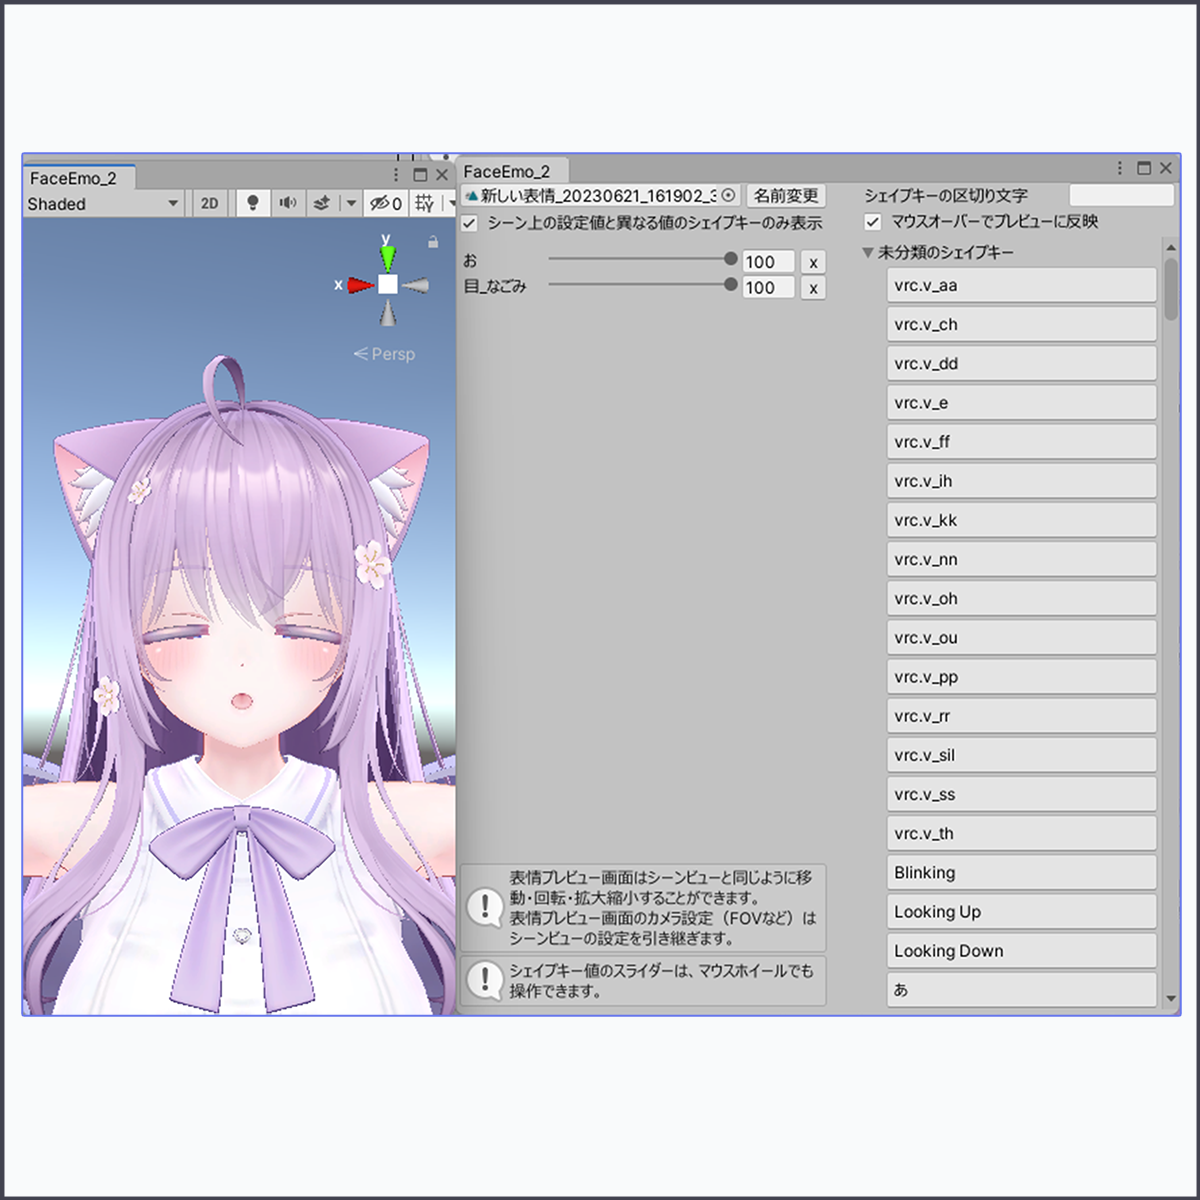 FaceEmo_2
Shaded
2D
0
y
x
Persp
FaceEmo_2
新しい表情_20230621_161902_3
名前変更
シーン上の設定値と異なる値のシェイプキーのみ表示
お
100
x
目_なごみ
100
x
表情プレビュー画面はシーンビューと同じように移
動・回転・拡大縮小することができます。
表情プレビュー画面のカメラ設定（FOVなど）は
シーンビューの設定を引き継ぎます。
シェイプキー値のスライダーは、マウスホイールでも
操作できます。
シェイプキーの区切り文字
マウスオーバーでプレビューに反映
未分類のシェイプキー
vrc.v_aa
vrc.v_ch
vrc.v_dd
vrc.v_e
vrc.v_ff
vrc.v_ih
vrc.v_kk
vrc.v_nn
vrc.v_oh
vrc.v_ou
vrc.v_pp
vrc.v_rr
vrc.v_sil
vrc.v_ss
vrc.v_th
Blinking
Looking Up
Looking Down
あ